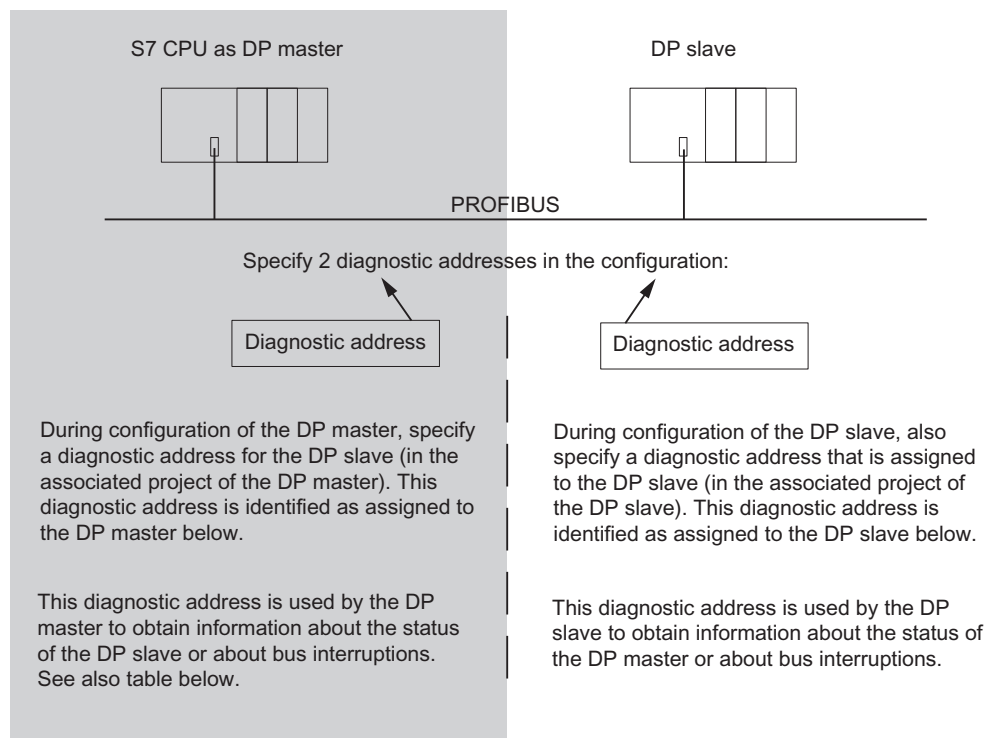 S7 CPU as DP master
DP slave
PROFIBUS
Specify 2 diagnostic addresses in the configuration:
Diagnostic address
Diagnostic address
During configuration of the DP master, specify
a diagnostic address for the DP slave (in the
associated project of the DP master). This
diagnostic address is identified as assigned to
the DP master below.
This diagnostic address is used by the DP
master to obtain information about the status
of the DP slave or about bus interruptions.
See also table below.
During configuration of the DP slave, also
specify a diagnostic address that is assigned
to the DP slave (in the associated project of
the DP slave). This diagnostic address is
identified as assigned to the DP slave below.
This diagnostic address is used by the DP
slave to obtain information about the status of
the DP master or about bus interruptions.